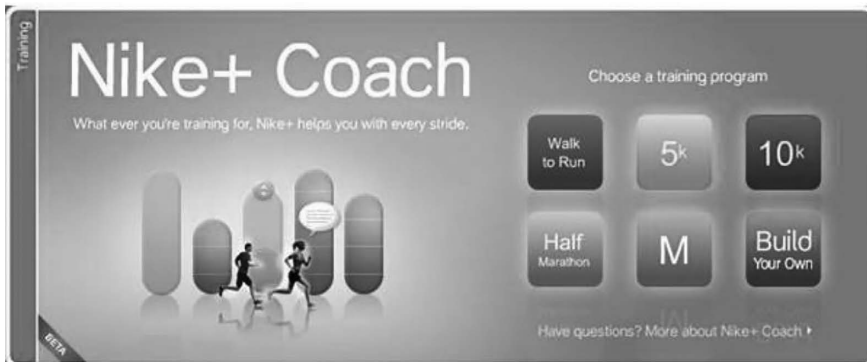 Training
Nike+ Coach
What ever you're training for, Nike+ helps you with every stride.
BETA
Choose a training program
Walk
to Run
5k
10k
Half
Marathon
M
Build
Your Own
Have questions? More about Nike+ Coach